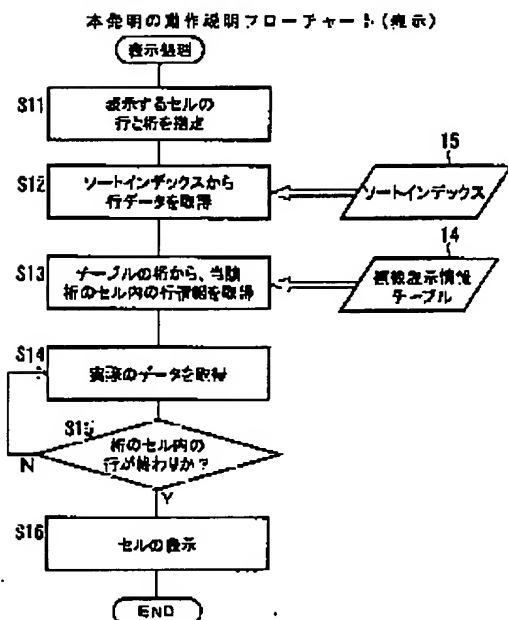 本発明の動作説明フローチャート(表示)
表示処理
S11
表示するセルの
行と桁を指定
15
S12
ソートインデックスから
行データを取得
ソートインデックス
14
S13
テーブルの桁から、当該
桁のセル内の行情報を取得
表示情報
テーブル
S14
実際のデータを取得
S15
桁のセル内の
行が終わりか?
N
Y
S16
セルの表示
END